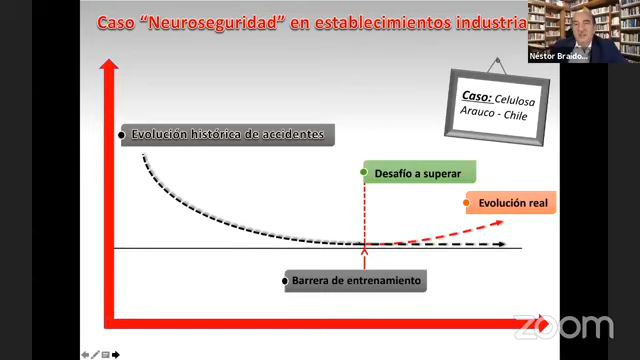 Caso "Neuroseguridad" en establecimientos industria
Néstor Braido...
Caso: Celulosa
Arauco - Chile
Evolución histórica de accidentes
Desafío a superar
Evolución real
Barrera de entrenamiento
zoom